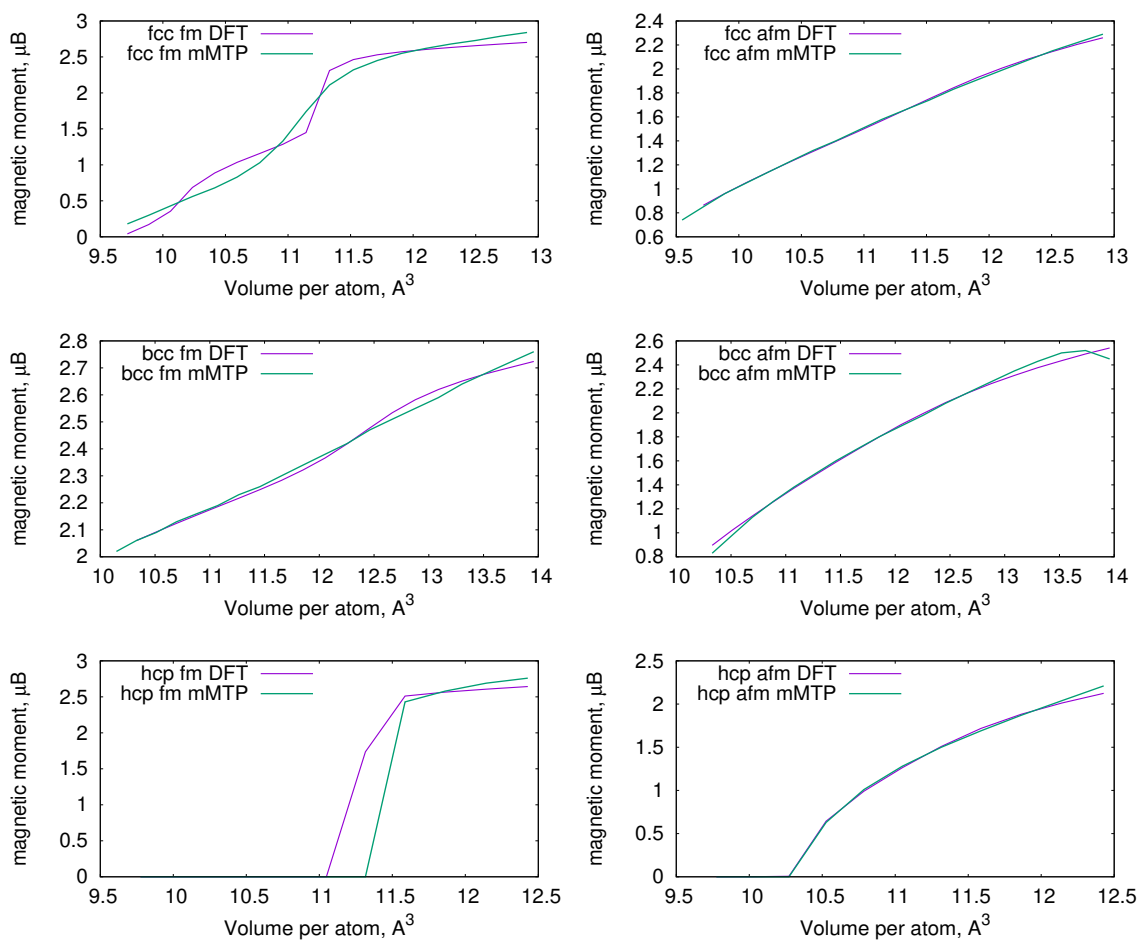 magnetic moment, μB
3
2.5
2
1.5
1
0.5
0
fcc fm DFT
fcc fm mMTP
9.5 10 10.5 11 11.5 12 12.5 13
Volume per atom, A^3
magnetic moment, μB
2.4
2.2
2
1.8
1.6
1.4
1.2
1
0.8
0.6
fcc afm DFT
fcc afm mMTP
9.5 10 10.5 11 11.5 12 12.5 13
Volume per atom, A^3
magnetic moment, μB
2.8
2.7
2.6
2.5
2.4
2.3
2.2
2.1
2
bcc fm DFT
bcc fm mMTP
10 10.5 11 11.5 12 12.5 13 13.5 14
Volume per atom, A^3
magnetic moment, μB
2.6
2.4
2.2
2
1.8
1.6
1.4
1.2
1
0.8
bcc afm DFT
bcc afm mMTP
10 10.5 11 11.5 12 12.5 13 13.5 14
Volume per atom, A^3
magnetic moment, μB
3
2.5
2
1.5
1
0.5
0
hcp fm DFT
hcp fm mMTP
9.5 10 10.5 11 11.5 12 12.5
Volume per atom, A^3
magnetic moment, μB
2.5
2
1.5
1
0.5
0
hcp afm DFT
hcp afm mMTP
9.5 10 10.5 11 11.5 12 12.5
Volume per atom, A^3